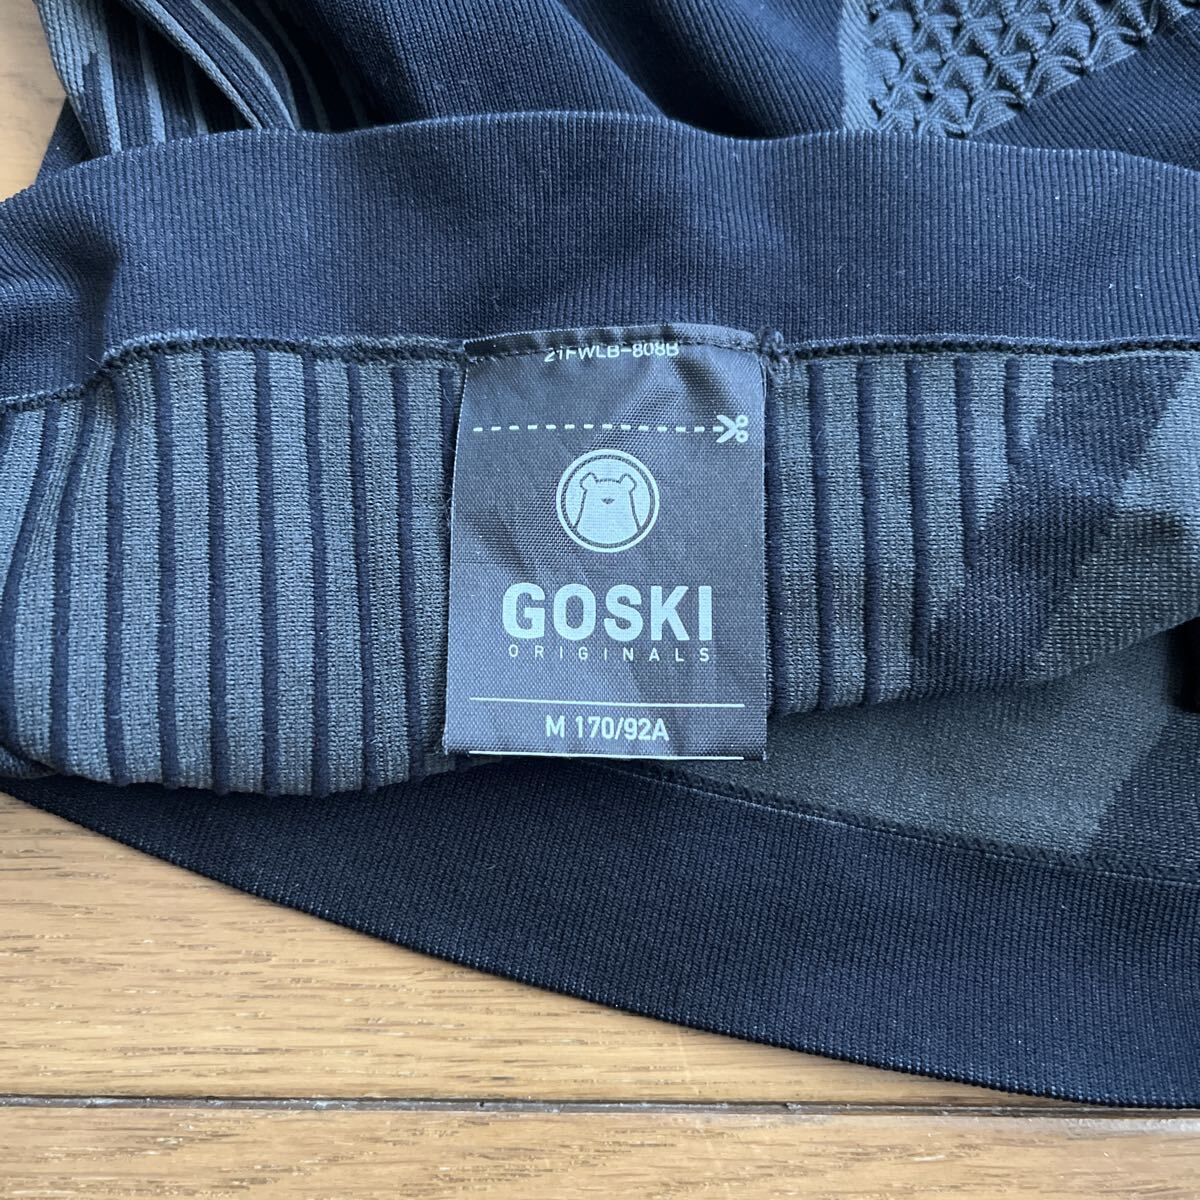 21FWLB-808B
GOSKI
ORIGINALS
M 170/92A